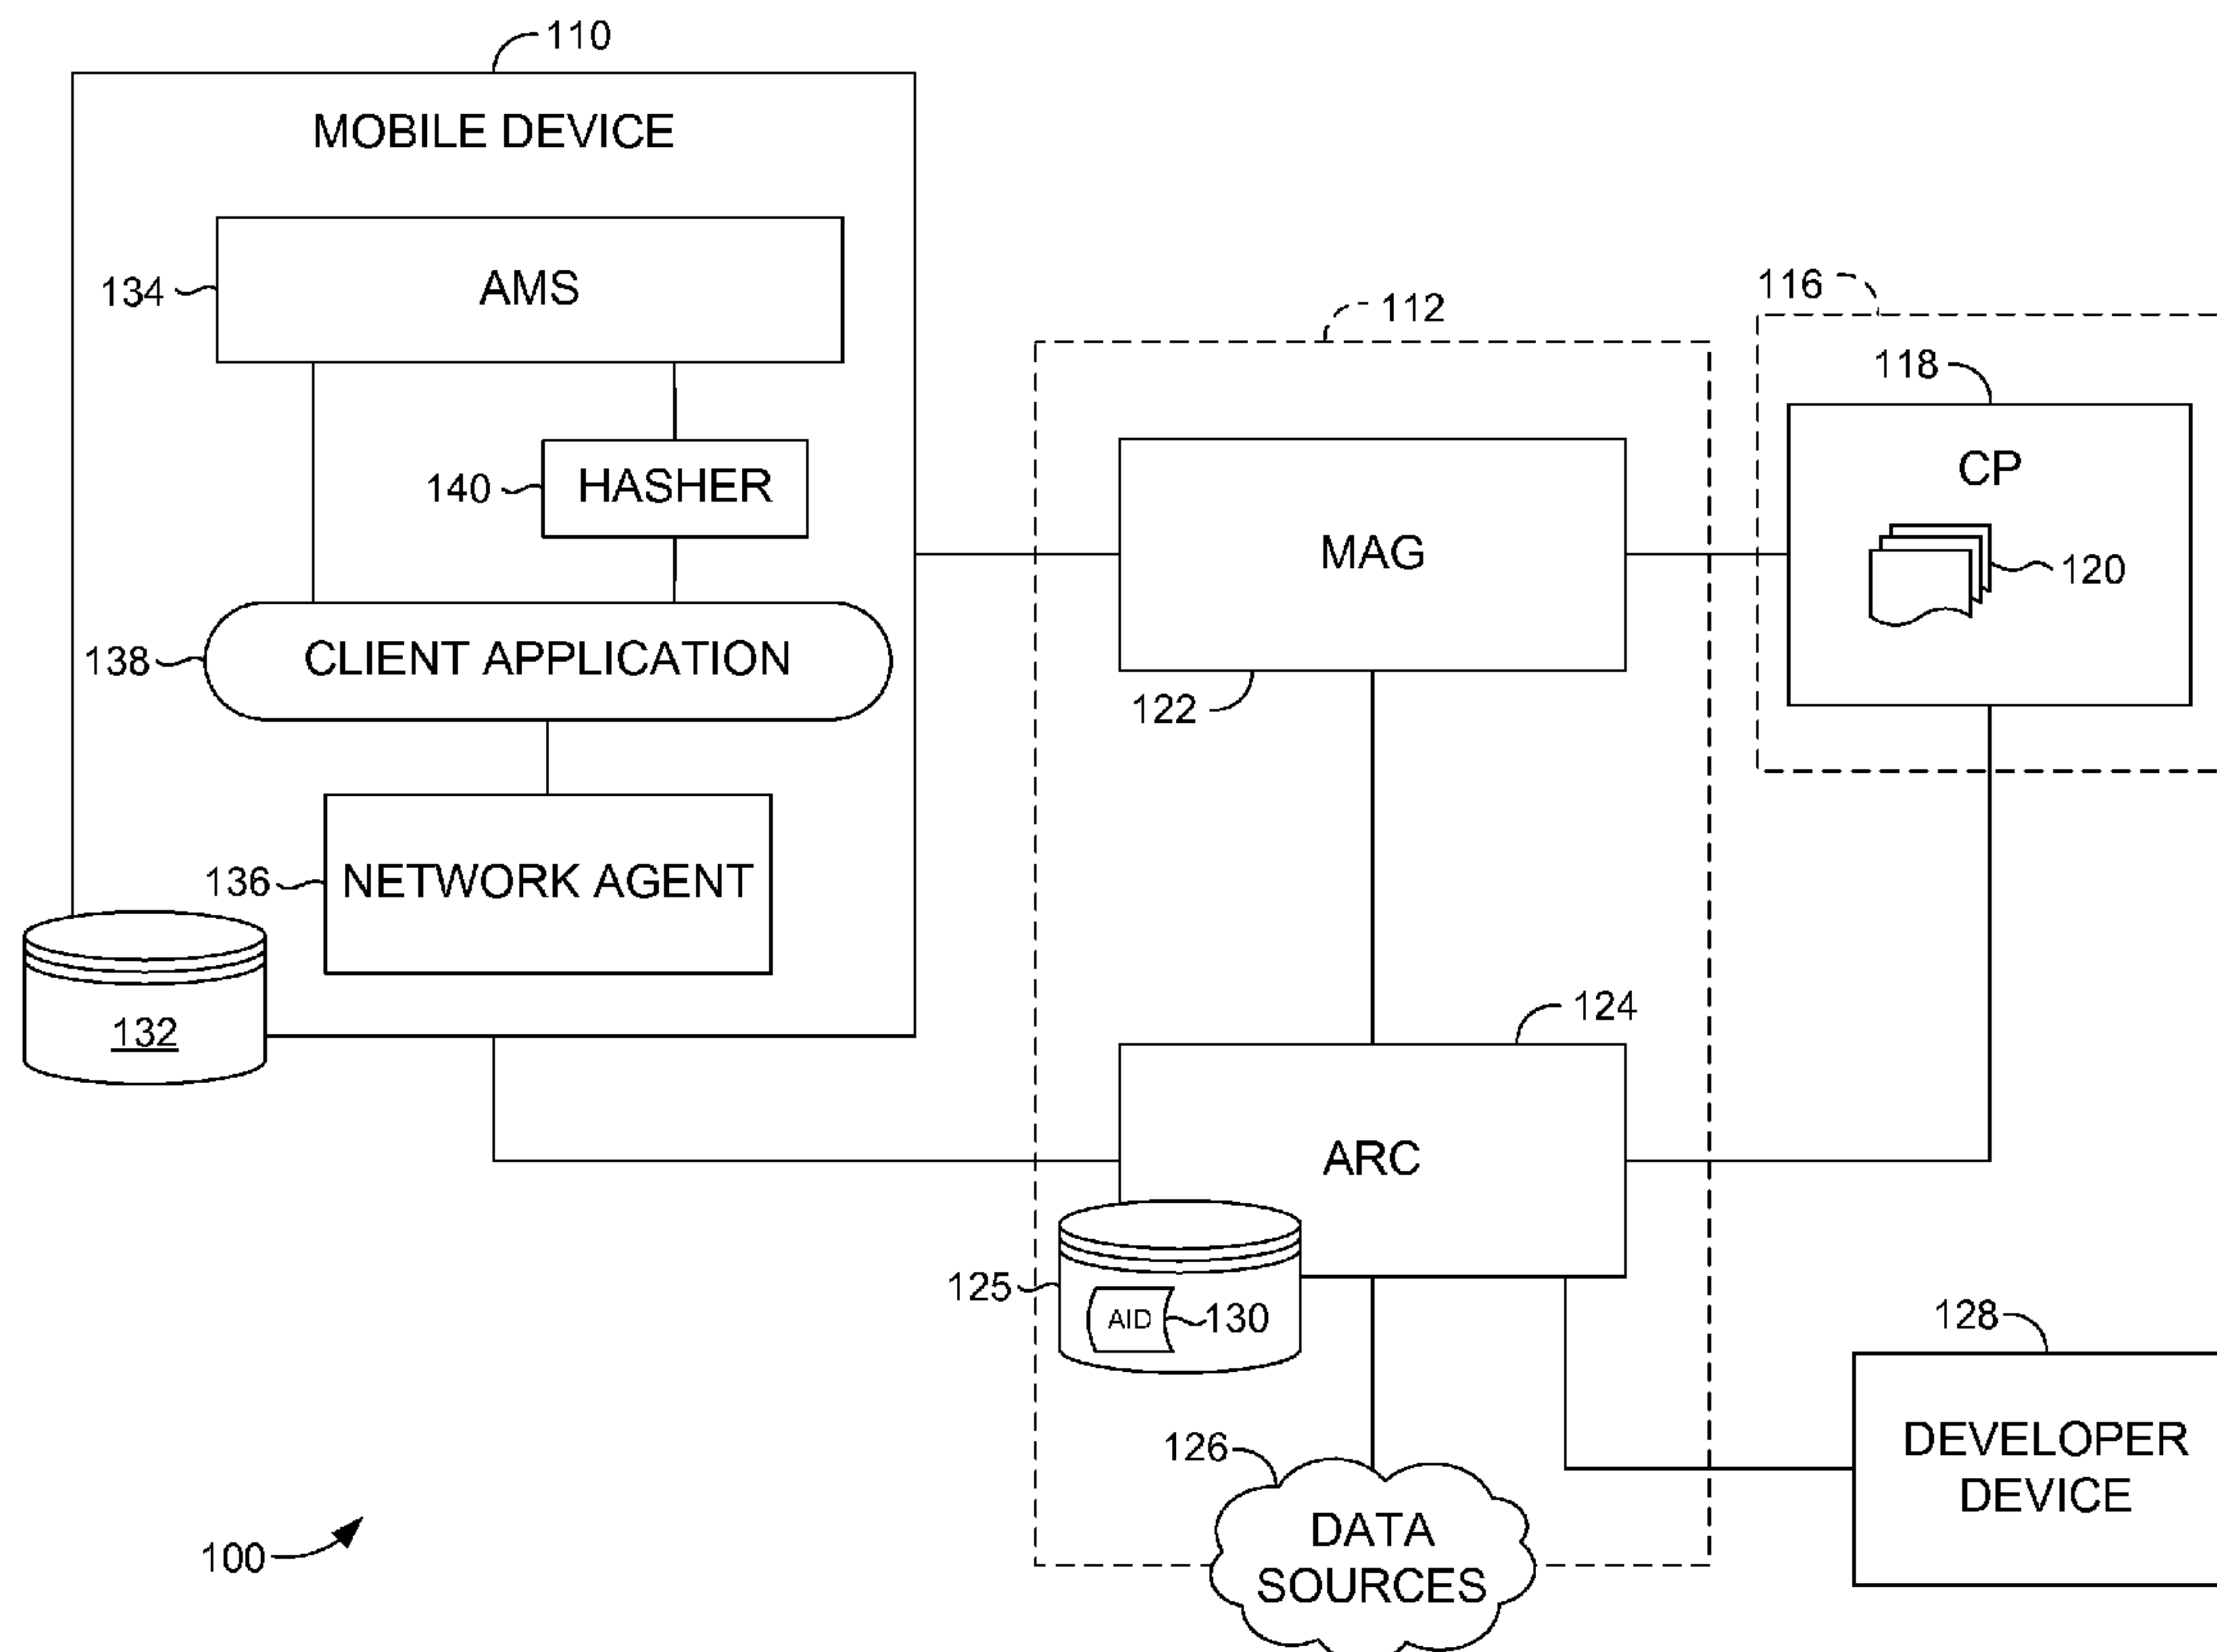 110
MOBILE DEVICE
134
AMS
140
HASHER
138
CLIENT APPLICATION
136
NETWORK AGENT
132
112
MAG
122
116
118
CP
120
124
ARC
125
AID
130
126
DATA
SOURCES
128
DEVELOPER
DEVICE
100